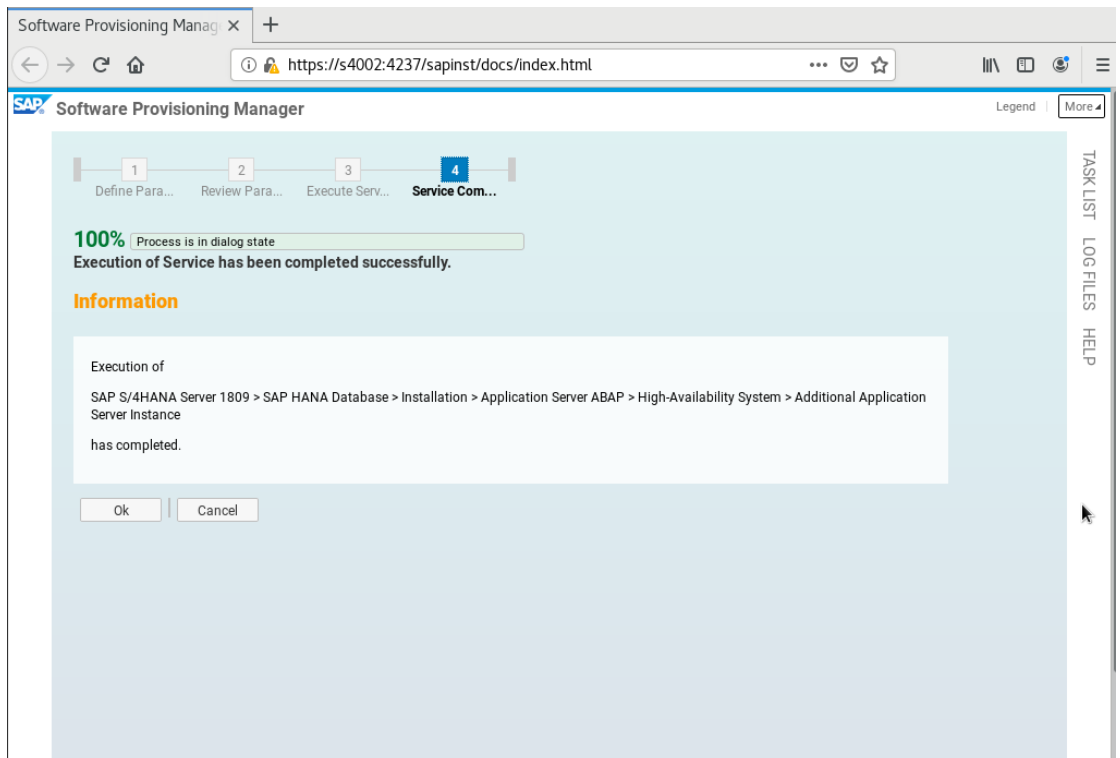 Software Provisioning Manag
https://s4002:4237/sapinst/docs/index.html
SAP Software Provisioning Manager
Legend
More
1 2 3 4
Define Para... Review Para... Execute Serv... Service Com...
100% Process is in dialog state
Execution of Service has been completed successfully.
Information
Execution of
SAP S/4HANA Server 1809 > SAP HANA Database > Installation > Application Server ABAP > High-Availability System > Additional Application
Server Instance
has completed.
Ok Cancel
TASK LIST
LOG FILES
HELP